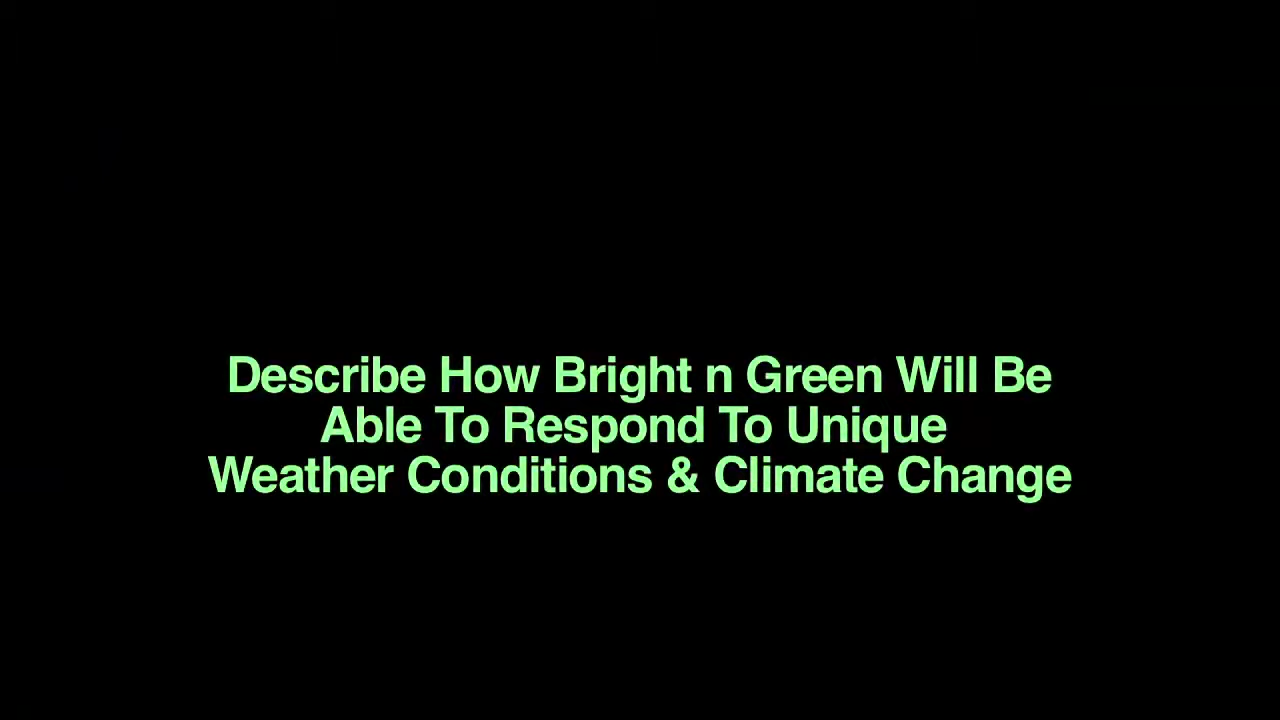 Describe How Bright n Green Will Be
Able To Respond To Unique
Weather Conditions & Climate Change